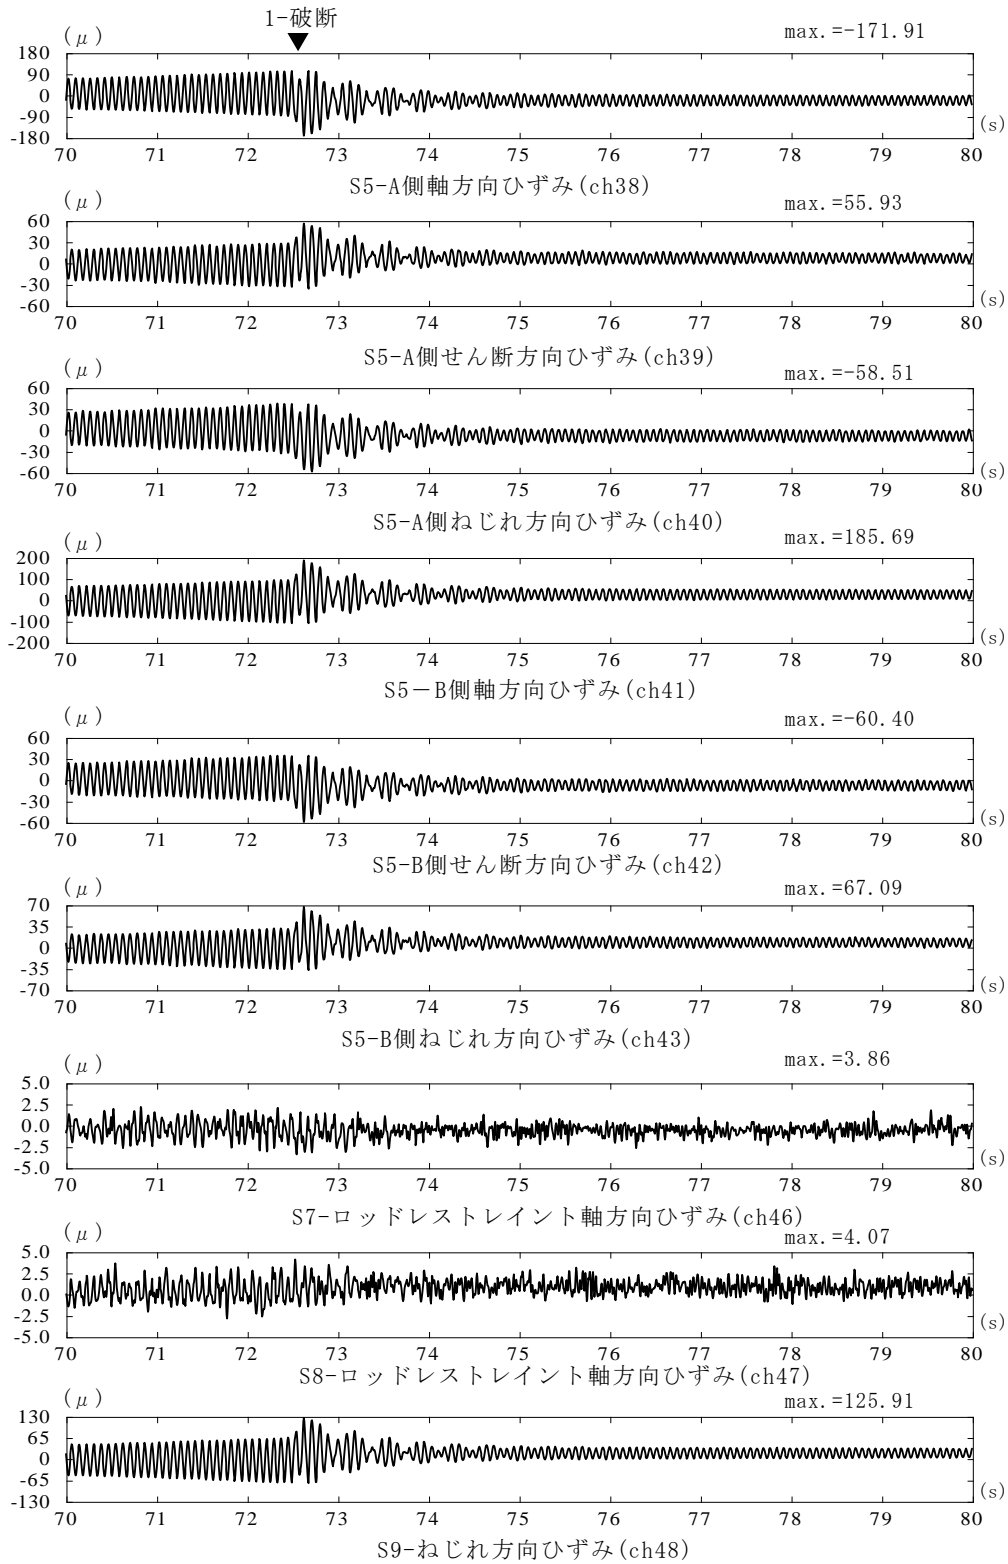 1-破断
(μ) max.=-171.91
180
90
0
-90
-180
(s)
70 71 72 73 74 75 76 77 78 79 80
S5-A側軸方向ひずみ(ch38)
(μ) max.=55.93
60
30
0
-30
-60
(s)
70 71 72 73 74 75 76 77 78 79 80
S5-A側せん断方向ひずみ(ch39)
(μ) max.=-58.51
60
30
0
-30
-60
(s)
70 71 72 73 74 75 76 77 78 79 80
S5-A側ねじれ方向ひずみ(ch40)
(μ) max.=185.69
200
100
0
-100
-200
(s)
70 71 72 73 74 75 76 77 78 79 80
S5－B側軸方向ひずみ(ch41)
(μ) max.=-60.40
60
30
0
-30
-60
(s)
70 71 72 73 74 75 76 77 78 79 80
S5-B側せん断方向ひずみ(ch42)
(μ) max.=67.09
70
35
0
-35
-70
(s)
70 71 72 73 74 75 76 77 78 79 80
S5-B側ねじれ方向ひずみ(ch43)
(μ) max.=3.86
5.0
2.5
0.0
-2.5
-5.0
(s)
70 71 72 73 74 75 76 77 78 79 80
S7-ロッドレストレイント軸方向ひずみ(ch46)
(μ) max.=4.07
5.0
2.5
0.0
-2.5
-5.0
(s)
70 71 72 73 74 75 76 77 78 79 80
S8-ロッドレストレイント軸方向ひずみ(ch47)
(μ) max.=125.91
130
65
0
-65
-130
(s)
70 71 72 73 74 75 76 77 78 79 80
S9-ねじれ方向ひずみ(ch48)